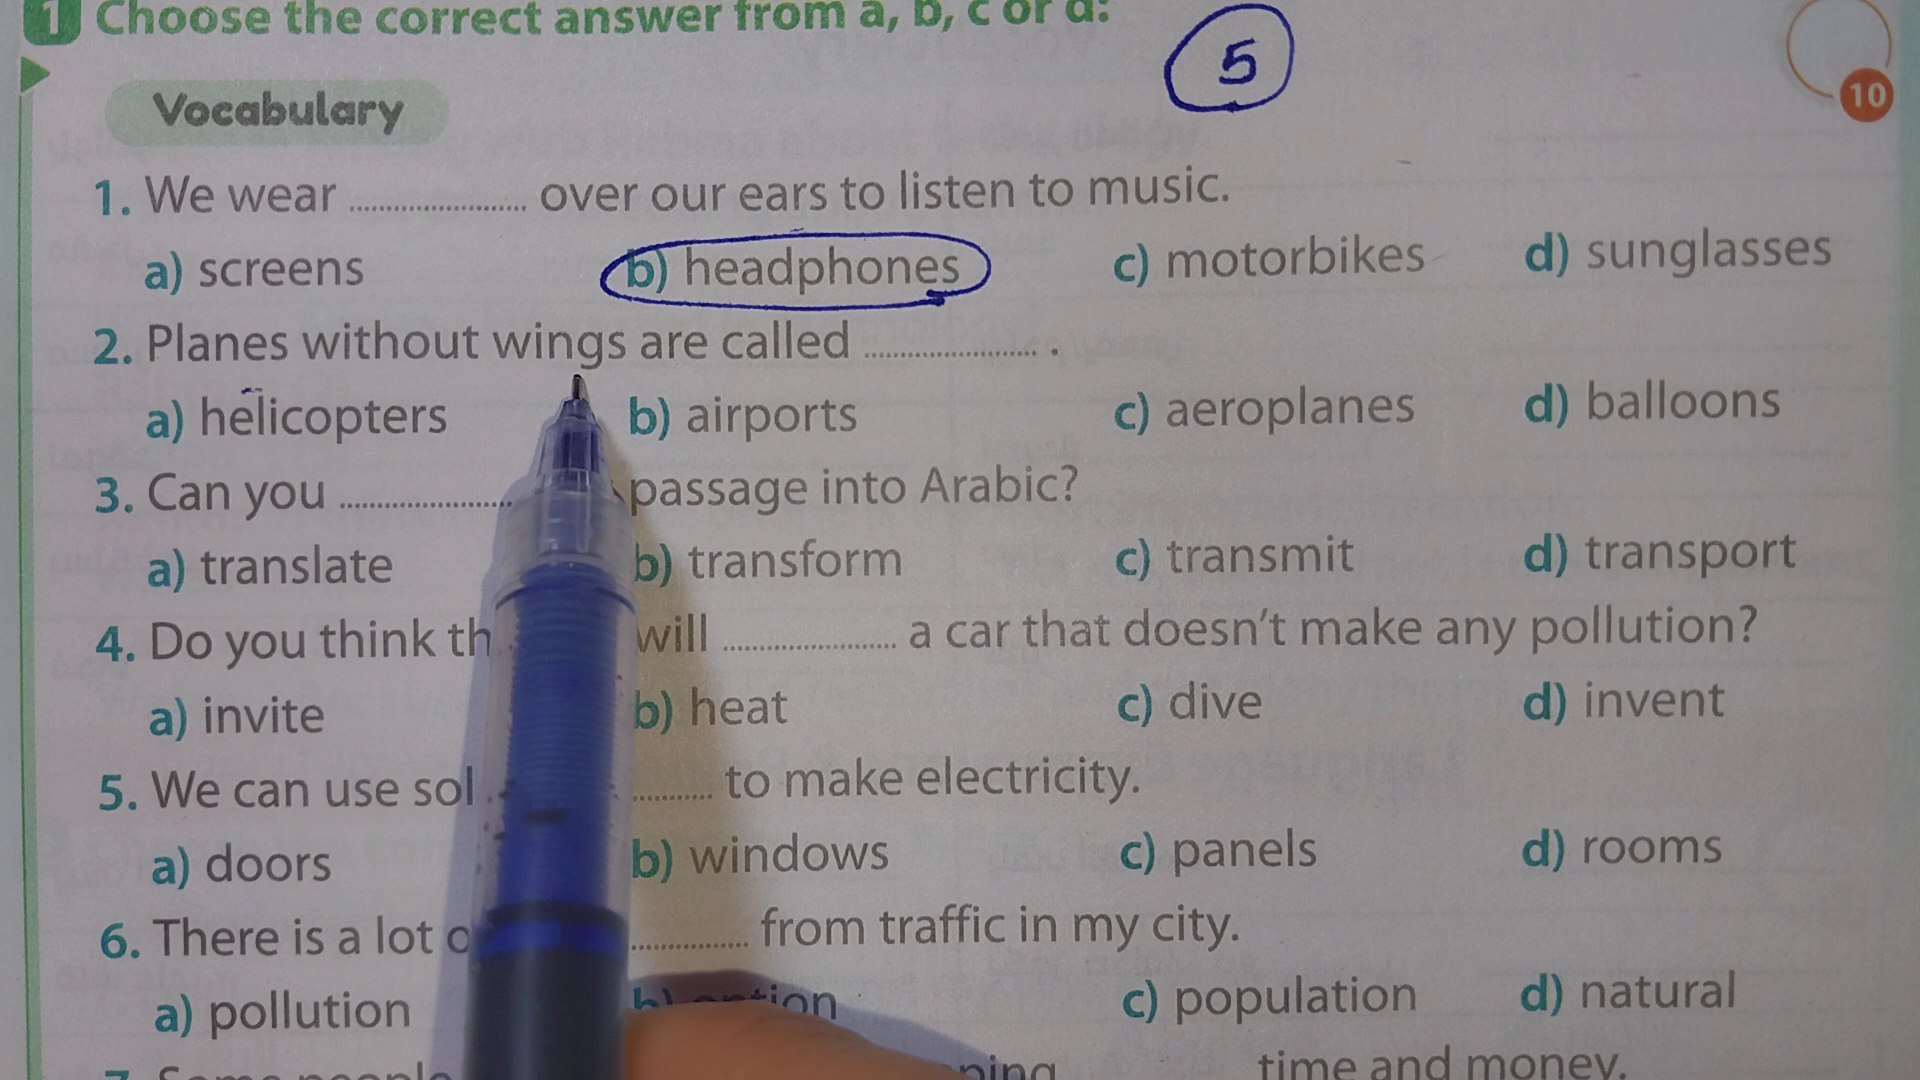 1 Choose the correct answer from a, b, c or d:
5
10
Vocabulary
1. We wear .................... over our ears to listen to music.
a) screens b) headphones c) motorbikes d) sunglasses
2. Planes without wings are called .................... .
a) helicopters b) airports c) aeroplanes d) balloons
3. Can you .................... passage into Arabic?
a) translate b) transform c) transmit d) transport
4. Do you think th will .................... a car that doesn't make any pollution?
a) invite b) heat c) dive d) invent
5. We can use sol .......... to make electricity.
a) doors b) windows c) panels d) rooms
6. There is a lot o .............. from traffic in my city.
a) pollution c) population d) natural
time and money.